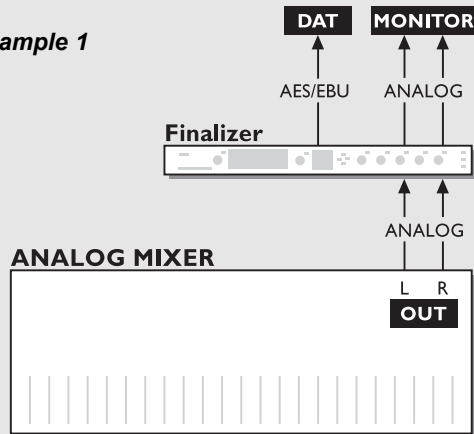 ample 1
DAT MONITOR
AES/EBU ANALOG
Finalizer
ANALOG
ANALOG MIXER
L R
OUT